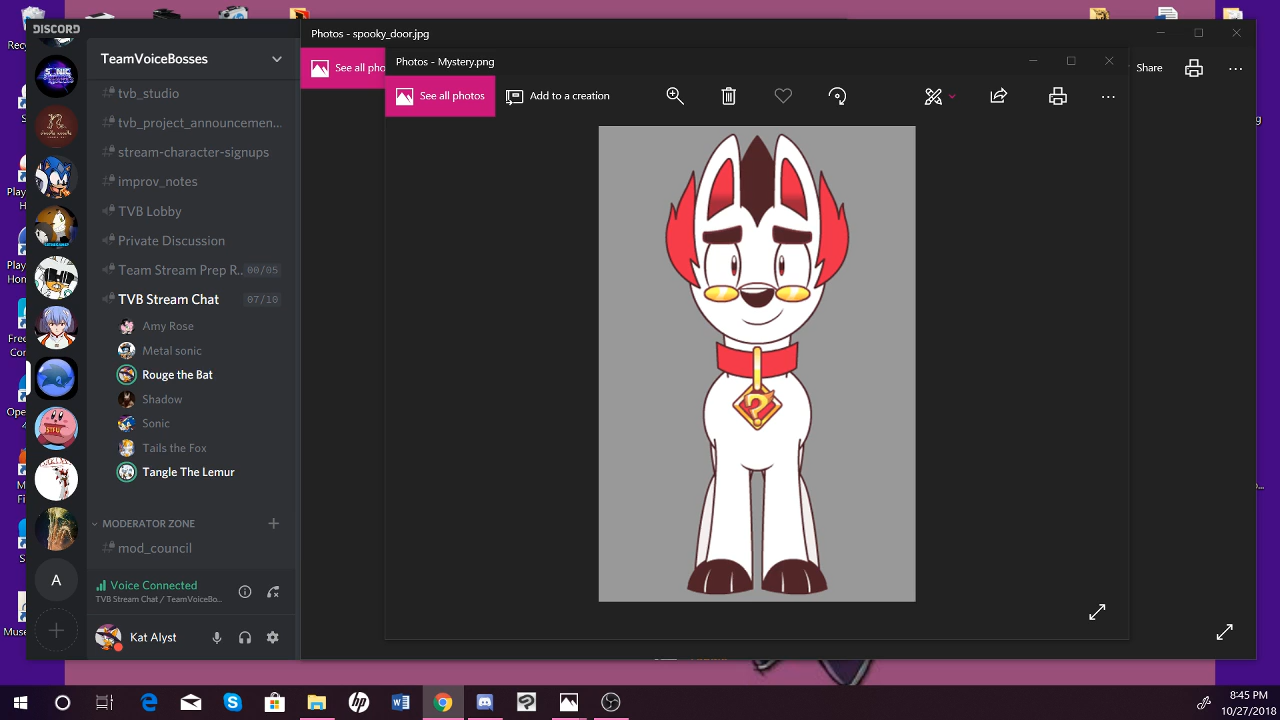 DISCORD
TeamVoiceBosses
tvb_studio
tvb_project_announcemen...
stream-character-signups
improv_notes
TVB Lobby
Private Discussion
Team Stream Prep R.. 00/05
TVB Stream Chat 07/10
Amy Rose
Metal sonic
Rouge the Bat
Shadow
Sonic
Tails the Fox
Tangle The Lemur
MODERATOR ZONE
mod_council
A
Voice Connected
TVB Stream Chat / TeamVoiceBo...
Kat Alyst
Photos - spooky_door.jpg
See all pho
Share
Photos - Mystery.png
See all photos
Add to a creation
?
8:45 PM
10/27/2018